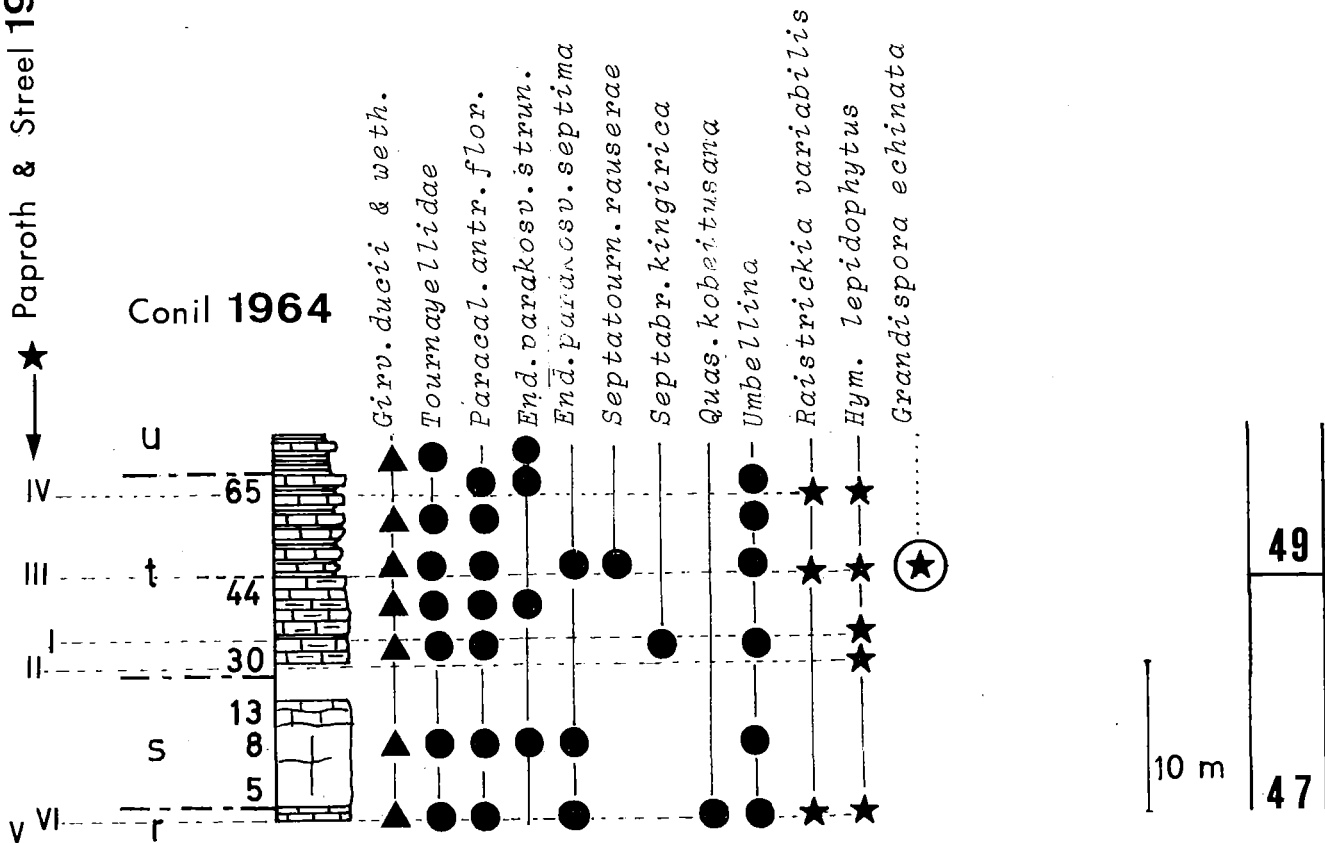 Paproth & Streel 19
Conil 1964
Girv.ducii & weth.
Tournayellidae
Paracal.antr.flor.
End.parakosv.strun.
End.parakosv.septima
Septatourn.rauserae
Septabr.kingirica
Quas.kobeitusana
Umbellina
Raistrickia variabilis
Hym. lepidophytus
Grandispora echinata
u
IV
65
III
t
44
I
II
30
13
s
8
5
V VI
r
49
10 m
47